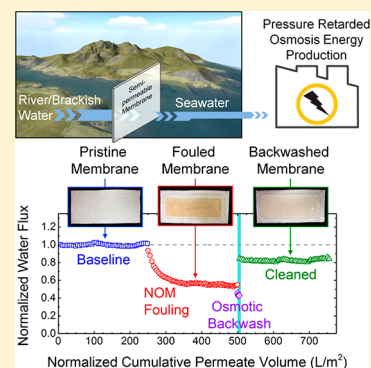 Pressure Retarded
Osmosis Energy
Production
Semi-
permeable
Membrane
River/Brackish
Water
Seawater
Pristine
Membrane
Fouled
Membrane
Backwashed
Membrane
Normalized Water Flux
1.2
1.0
0.8
0.6
0.4
0.2
0.0
Baseline
NOM
Fouling
Osmotic
Backwash
Cleaned
0 100 200 300 400 500 600 700
Normalized Cumulative Permeate Volume (L/m²)